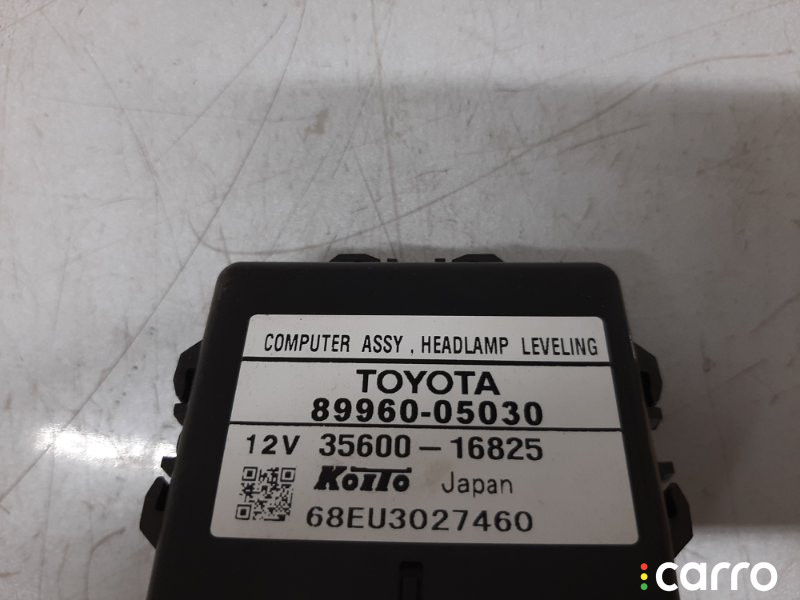 COMPUTER ASSY , HEADLAMP LEVELING
TOYOTA
89960-05030
12V 35600-16825
KOITO Japan
68EU3027460
carro